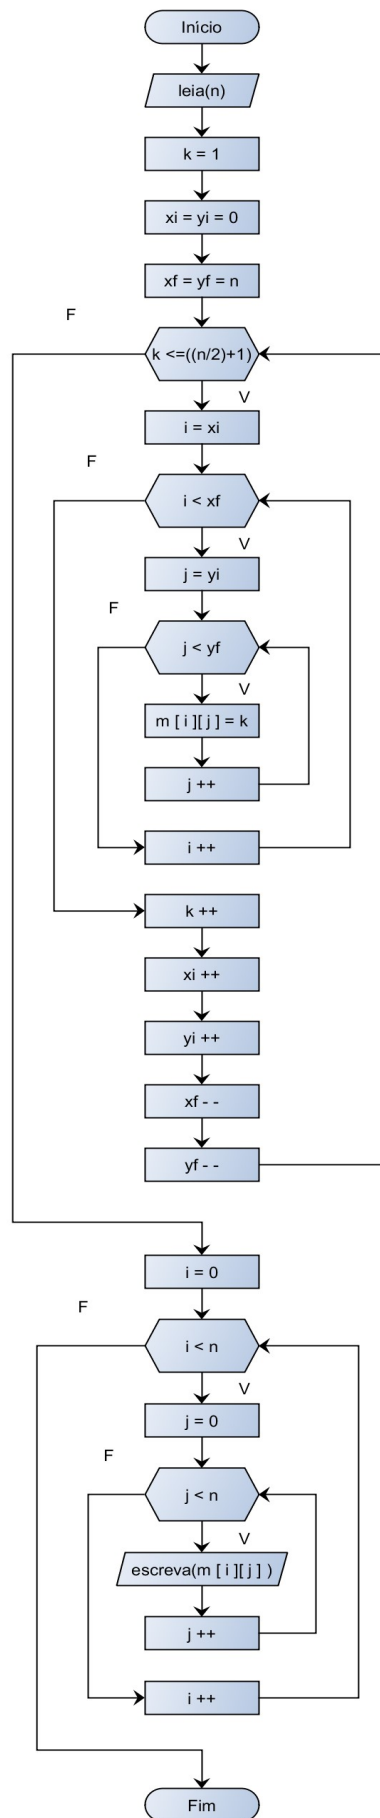 Início
leia(n)
k = 1
xi = yi = 0
xf = yf = n
F
k <=((n/2)+1)
V
i = xi
F
i < xf
V
j = yi
F
j < yf
V
m [ i ][ j ] = k
j ++
i ++
k ++
xi ++
yi ++
xf - -
yf - -
i = 0
F
i < n
V
j = 0
F
j < n
V
escreva(m [ i ][ j ] )
j ++
i ++
Fim